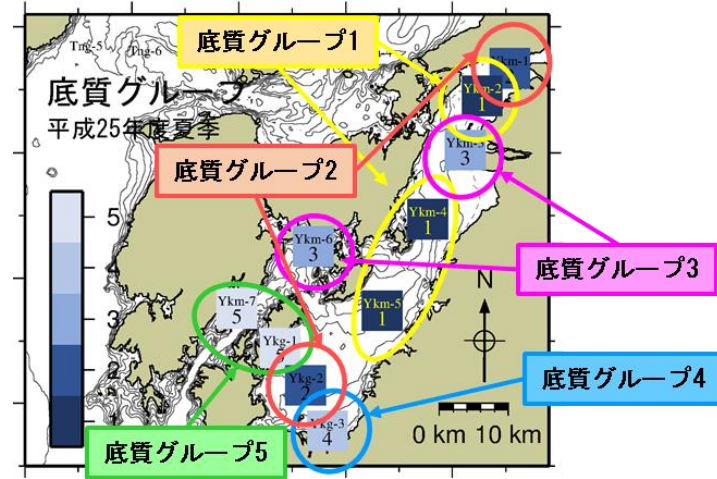 底質グループ1
Tng-5
Tng-6
Ykm-1
底質グループ
平成25年度夏季
Ykm-2
1
Ykm-3
3
底質グループ2
5
3
2
Ykm-4
1
Ykm-6
3
底質グループ3
N
Ykm-7
5
Ykm-5
1
Ykg-1
Ykg-2
2
底質グループ4
Ykg-3
4
0 km 10 km
底質グループ5